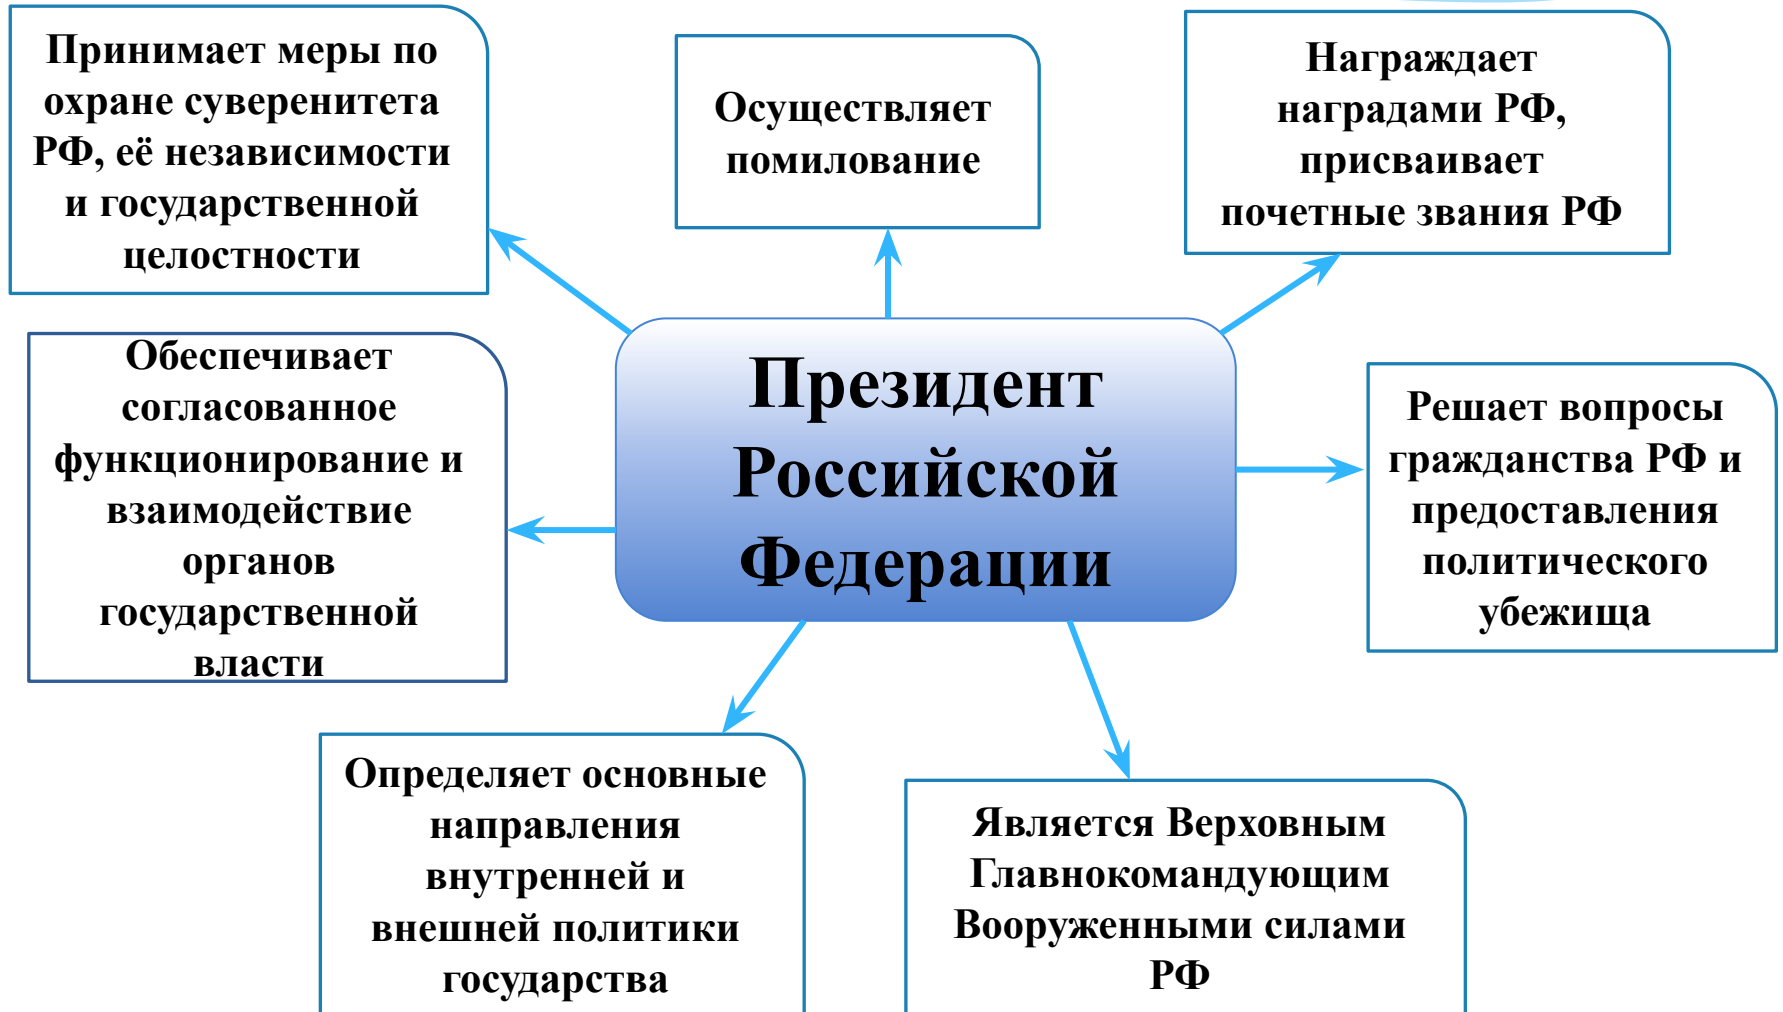 Принимает меры по
охране суверенитета
РФ, её независимости
и государственной
целостности
Осуществляет
помилование
Награждает
наградами РФ,
присваивает
почетные звания РФ
Обеспечивает
согласованное
функционирование и
взаимодействие
органов
государственной
власти
Президент
Российской
Федерации
Решает вопросы
гражданства РФ и
предоставления
политического
убежища
Определяет основные
направления
внутренней и
внешней политики
государства
Является Верховным
Главнокомандующим
Вооруженными силами
РФ